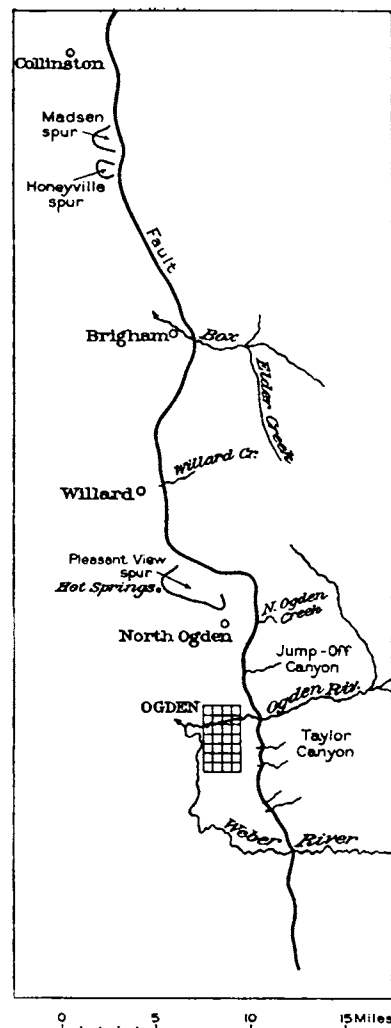 Collinston
Madsen
spur
Honeyville
spur
Fault
Brigham
Box
Elder Creek
Willard Cr.
Willard
Pleasant View
spur
Hot Springs
N. Ogden
Creek
North Ogden
Jump-Off
Canyon
Ogden Riv.
OGDEN
Taylor
Canyon
Weber River
0 5 10 15 Miles